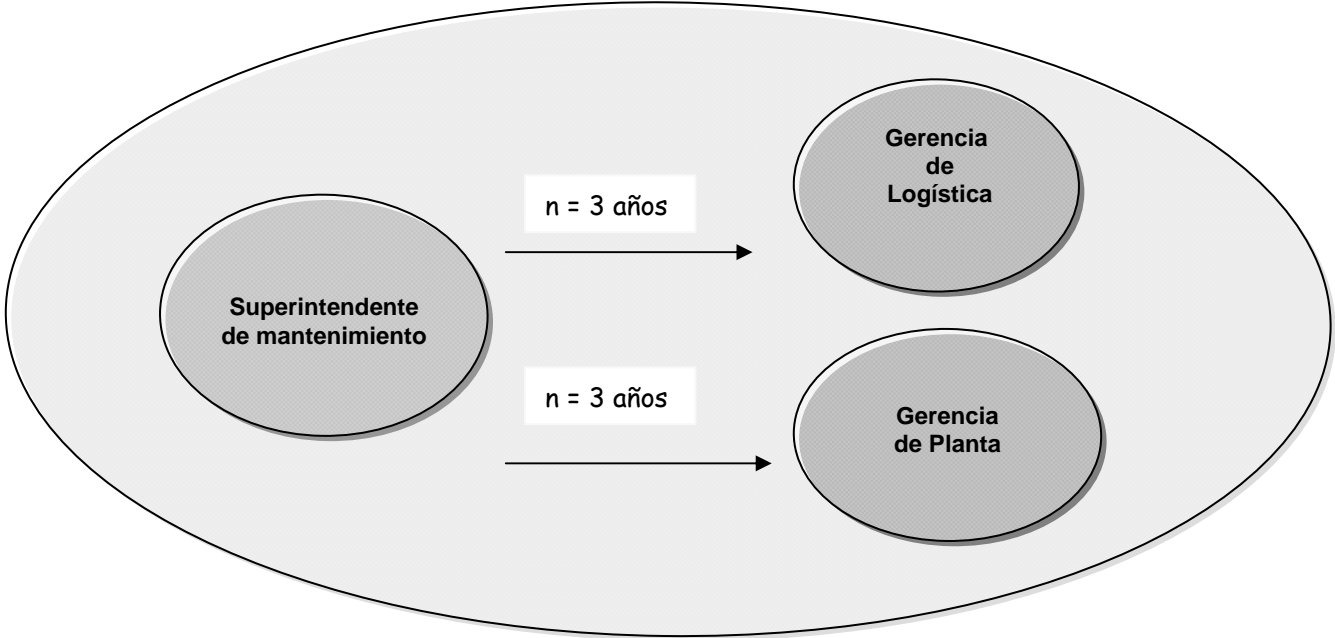 Gerencia
de
Logística
n = 3 años
Superintendente
de mantenimiento
n = 3 años
Gerencia
de Planta